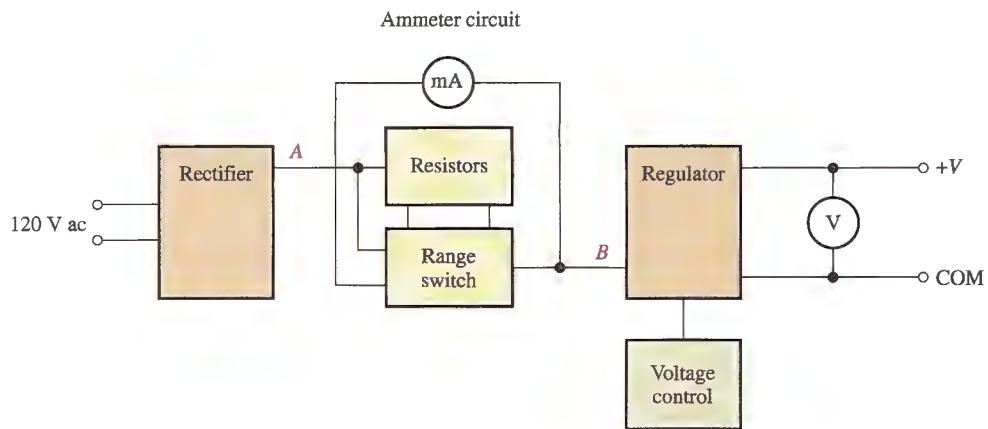 Ammeter circuit
mA
A
Resistors
Rectifier
Regulator
+V
120 V ac
V
Range
switch
B
COM
Voltage
control